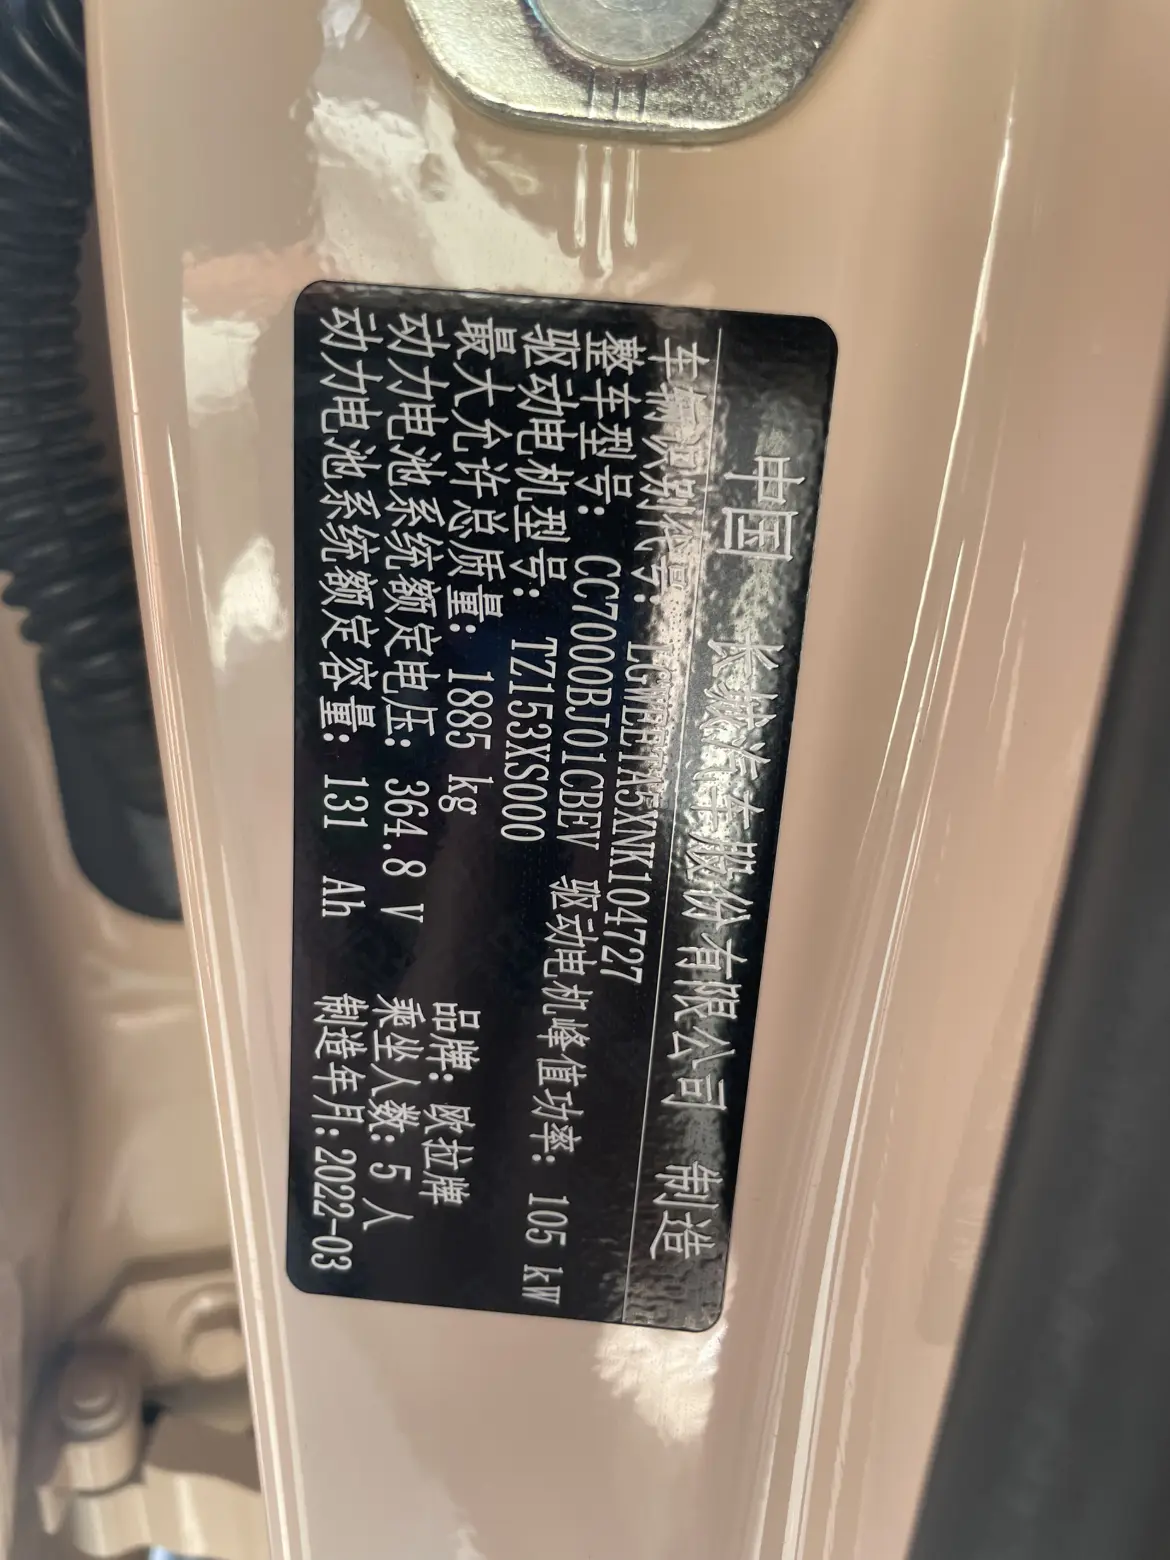 中国 长城汽车股份有限公司 制造
车辆识别代号: LGWEETA5XNK104727
整车型号: CC7000BJ01CBEV 驱动电机峰值功率: 105 kW
驱动电机型号: TZ153XS000
最大允许总质量: 1885 kg 品牌: 欧拉牌
动力电池系统额定电压: 364.8 V 乘坐人数: 5 人
动力电池系统额定容量: 131 Ah 制造年月: 2022-03